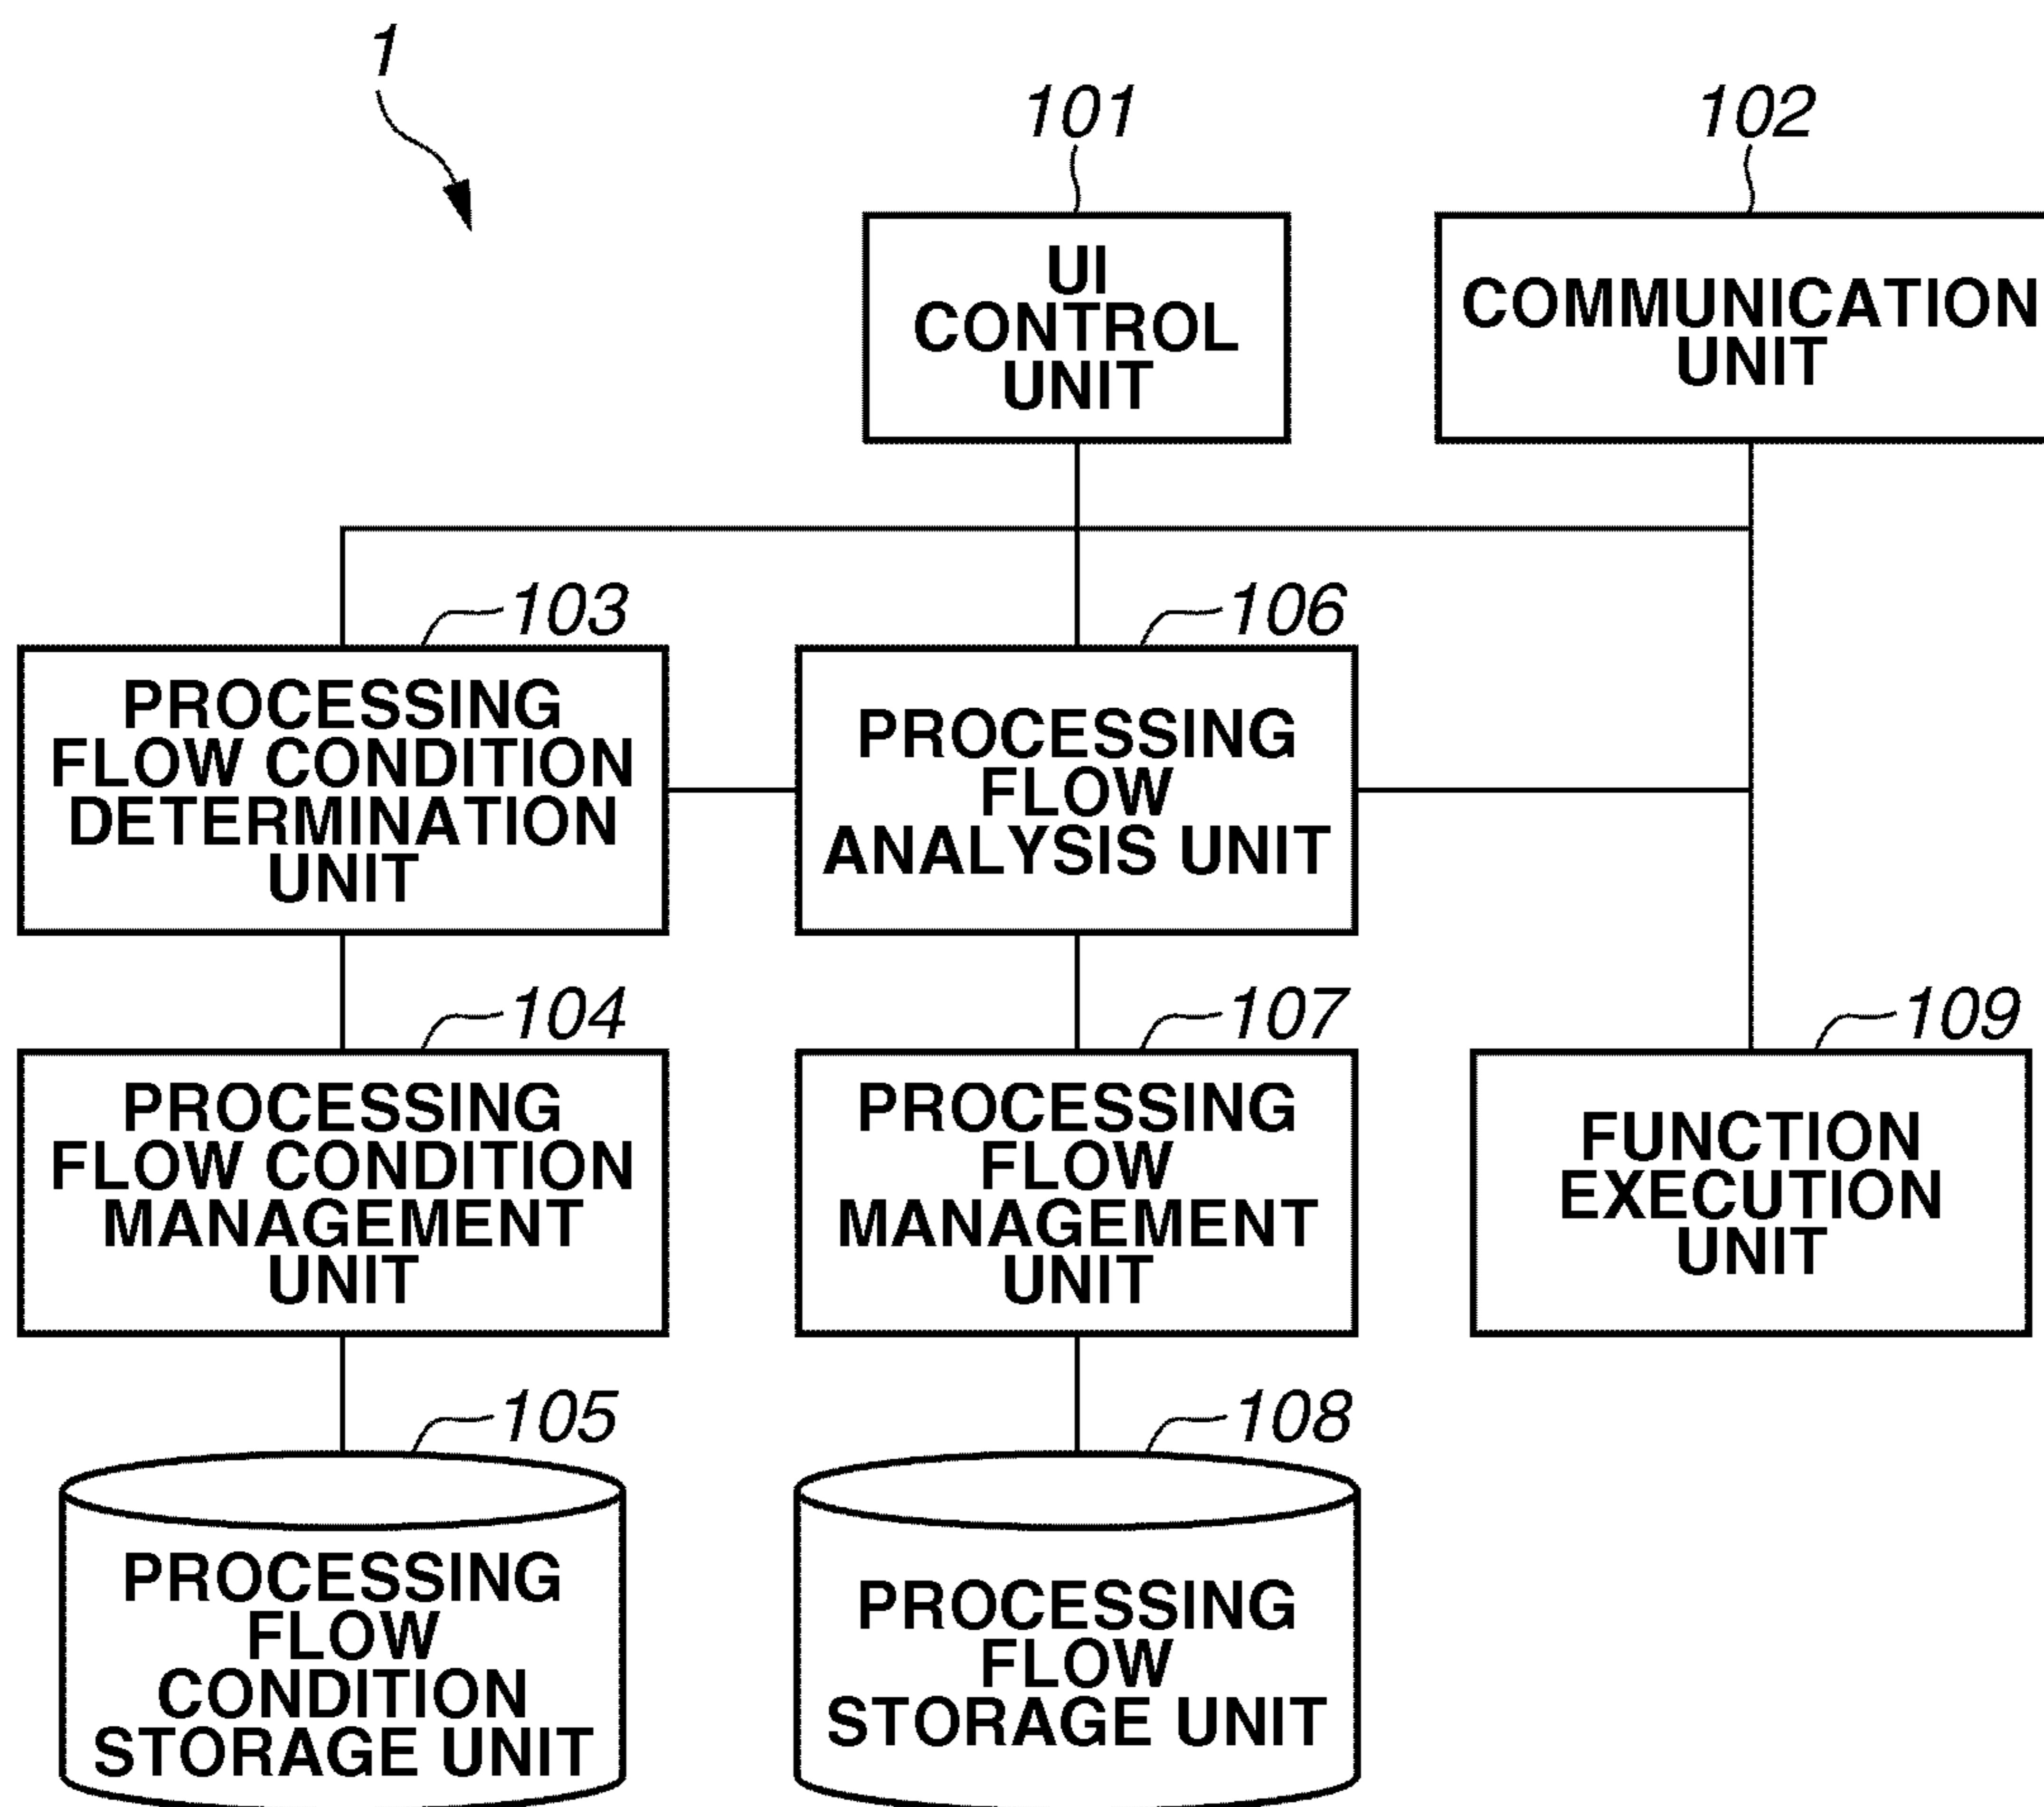 1
101
102
UI
CONTROL
UNIT
COMMUNICATION
UNIT
103
106
PROCESSING
FLOW CONDITION
DETERMINATION
UNIT
PROCESSING
FLOW
ANALYSIS UNIT
104
107
109
PROCESSING
FLOW CONDITION
MANAGEMENT
UNIT
PROCESSING
FLOW
MANAGEMENT
UNIT
FUNCTION
EXECUTION
UNIT
105
108
PROCESSING
FLOW
CONDITION
STORAGE UNIT
PROCESSING
FLOW
STORAGE UNIT